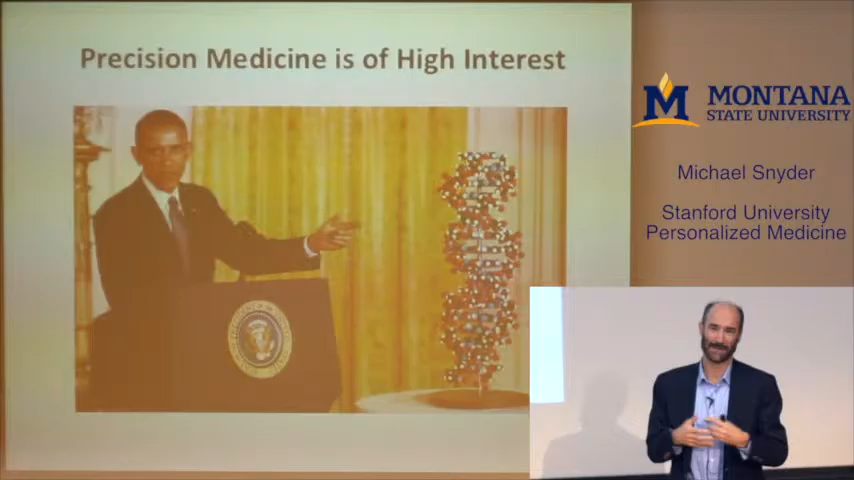 Precision Medicine is of High Interest
MONTANA
STATE UNIVERSITY
Michael Snyder
Stanford University
Personalized Medicine